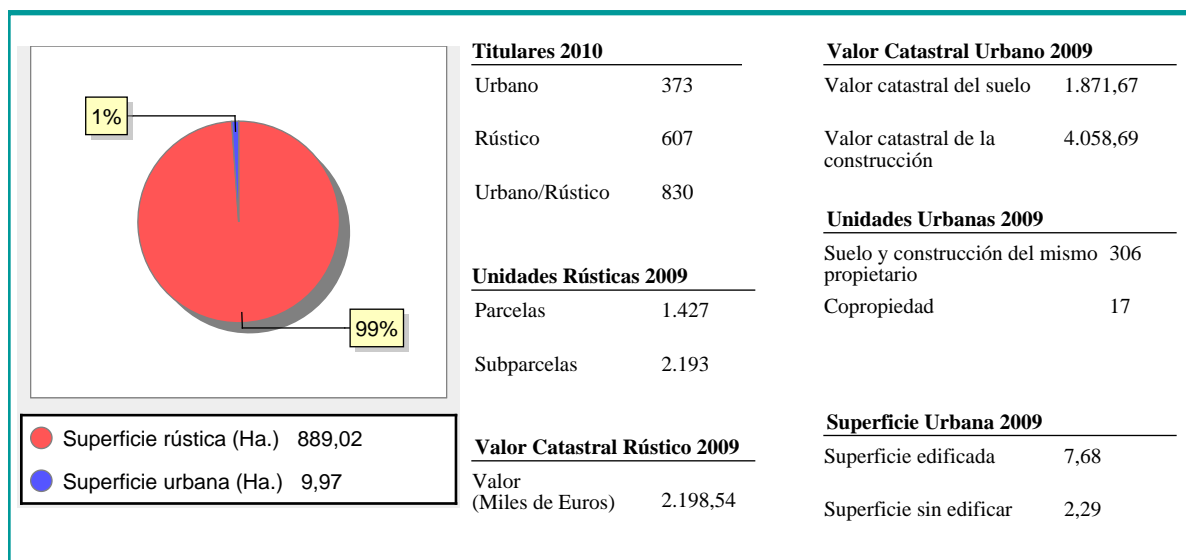 1%
99%
Superficie rústica (Ha.) 889,02
Superficie urbana (Ha.) 9,97
Titulares 2010
Urbano 373
Rústico 607
Urbano/Rústico 830
Unidades Rústicas 2009
Parcelas 1.427
Subparcelas 2.193
Valor Catastral Rústico 2009
Valor
(Miles de Euros) 2.198,54
Valor Catastral Urbano 2009
Valor catastral del suelo 1.871,67
Valor catastral de la 4.058,69
construcción
Unidades Urbanas 2009
Suelo y construcción del mismo 306
propietario
Copropiedad 17
Superficie Urbana 2009
Superficie edificada 7,68
Superficie sin edificar 2,29